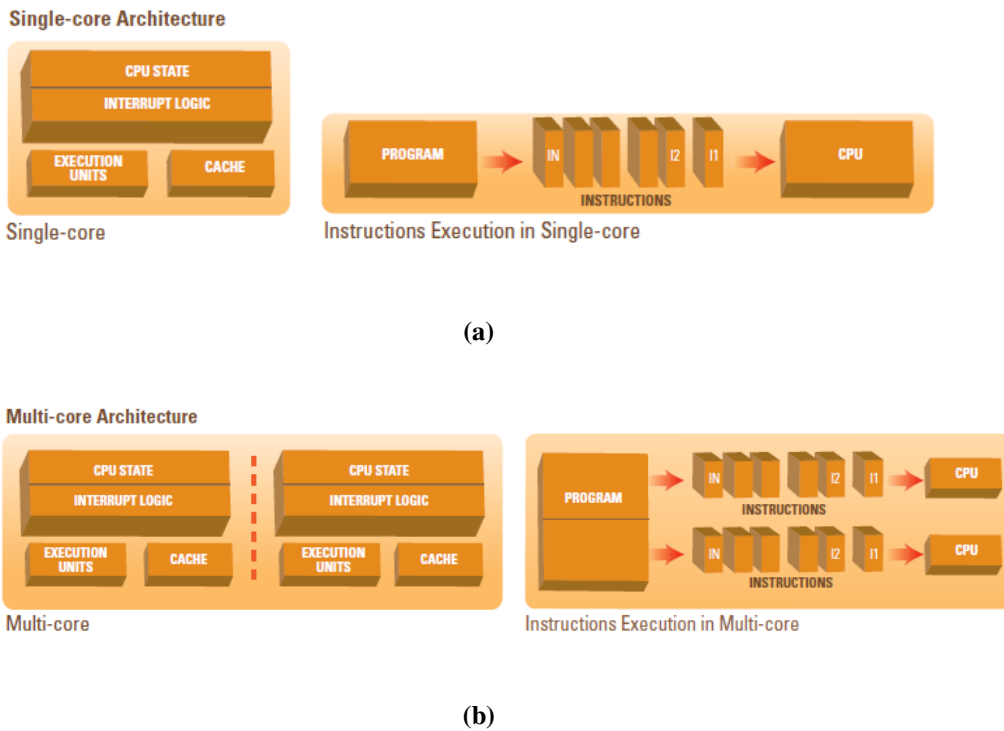 Single-core Architecture
CPU STATE
INTERRUPT LOGIC
EXECUTION
UNITS
CACHE
Single-core
PROGRAM
IN
I2
I1
INSTRUCTIONS
CPU
Instructions Execution in Single-core
(a)
Multi-core Architecture
CPU STATE
INTERRUPT LOGIC
EXECUTION
UNITS
CACHE
CPU STATE
INTERRUPT LOGIC
EXECUTION
UNITS
CACHE
Multi-core
PROGRAM
IN
I2
I1
INSTRUCTIONS
CPU
IN
I2
I1
INSTRUCTIONS
CPU
Instructions Execution in Multi-core
(b)